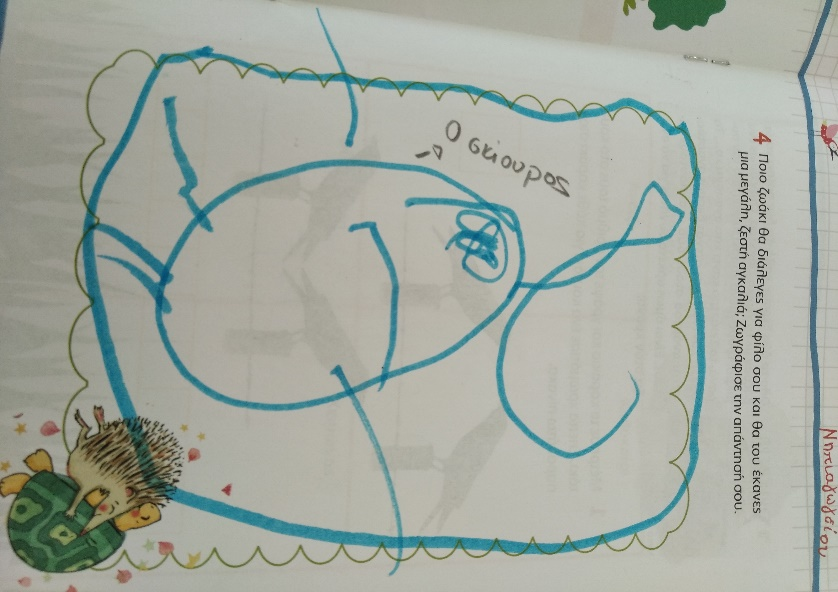 Νηπιαγωγείου
4 Ποιο ζωάκι θα διάλεγες για φίλο σου και θα του έκανες
μια μεγάλη, ζεστή αγκαλιά; Ζωγράφισε την απάντησή σου.
Ο σκίουρος